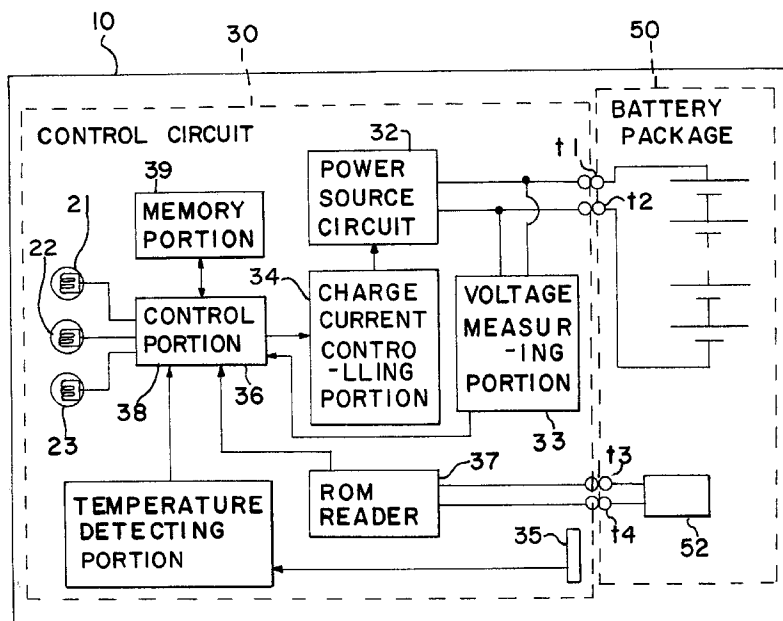 10
30
50
CONTROL CIRCUIT
32
BATTERY
PACKAGE
t1
t2
39
21
MEMORY
PORTION
POWER
SOURCE
CIRCUIT
22
34
CONTROL
PORTION
CHARGE
CURRENT
CONTRO
-LLING
PORTION
VOLTAGE
MEASUR
-ING
PORTION
23
38
36
33
37
t3
TEMPERATURE
DETECTING
PORTION
ROM
READER
35
t4
52